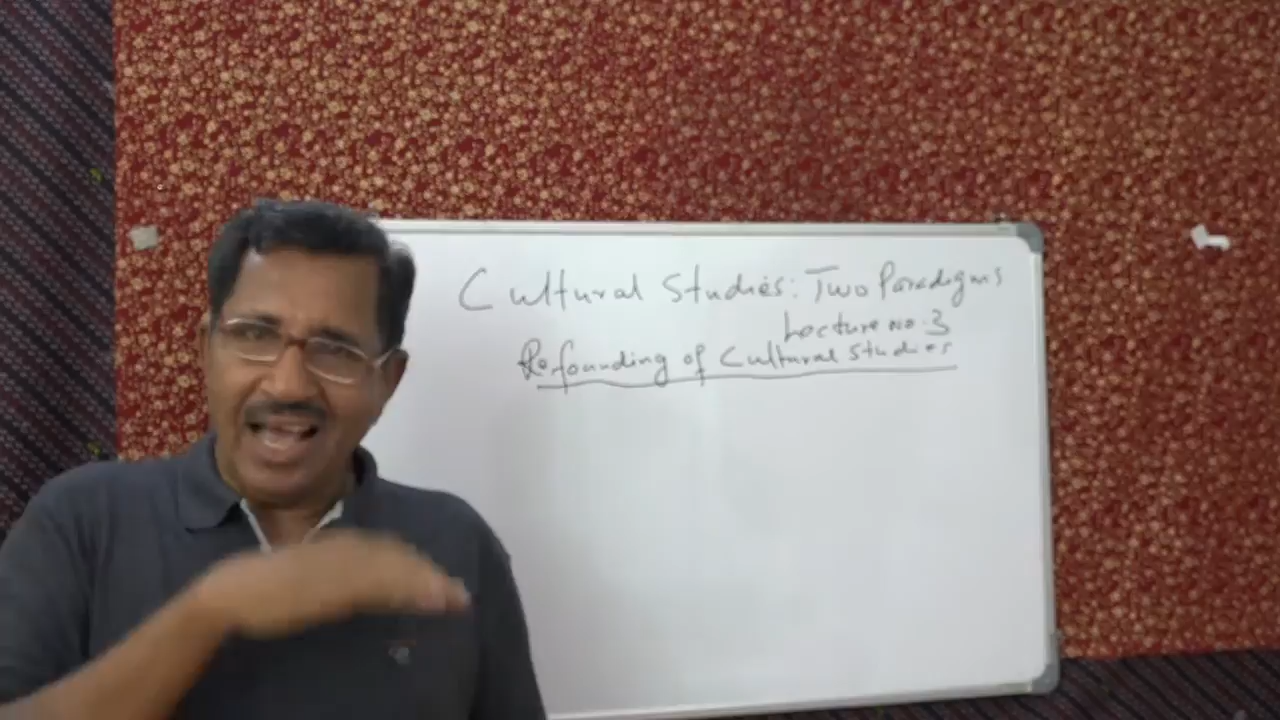 Cultural Studies: Two Paradigms
Lecture no. 3
Refounding of Cultural Studies